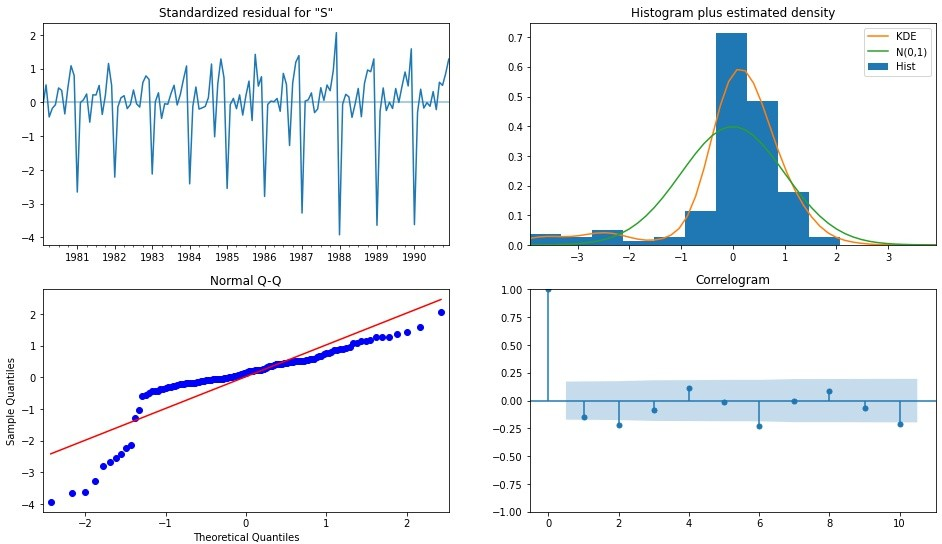 Standardized residual for "S"
2
1
0
−1
−2
−3
−4
1981 1982 1983 1984 1985 1986 1987 1988 1989 1990
Histogram plus estimated density
KDE
N(0,1)
Hist
0.7
0.6
0.5
0.4
0.3
0.2
0.1
0.0
−3 −2 −1 0 1 2 3
Normal Q-Q
Sample Quantiles
2
1
0
−1
−2
−3
−4
−2 −1 0 1 2
Theoretical Quantiles
Correlogram
1.00
0.75
0.50
0.25
0.00
−0.25
−0.50
−0.75
−1.00
0 2 4 6 8 10